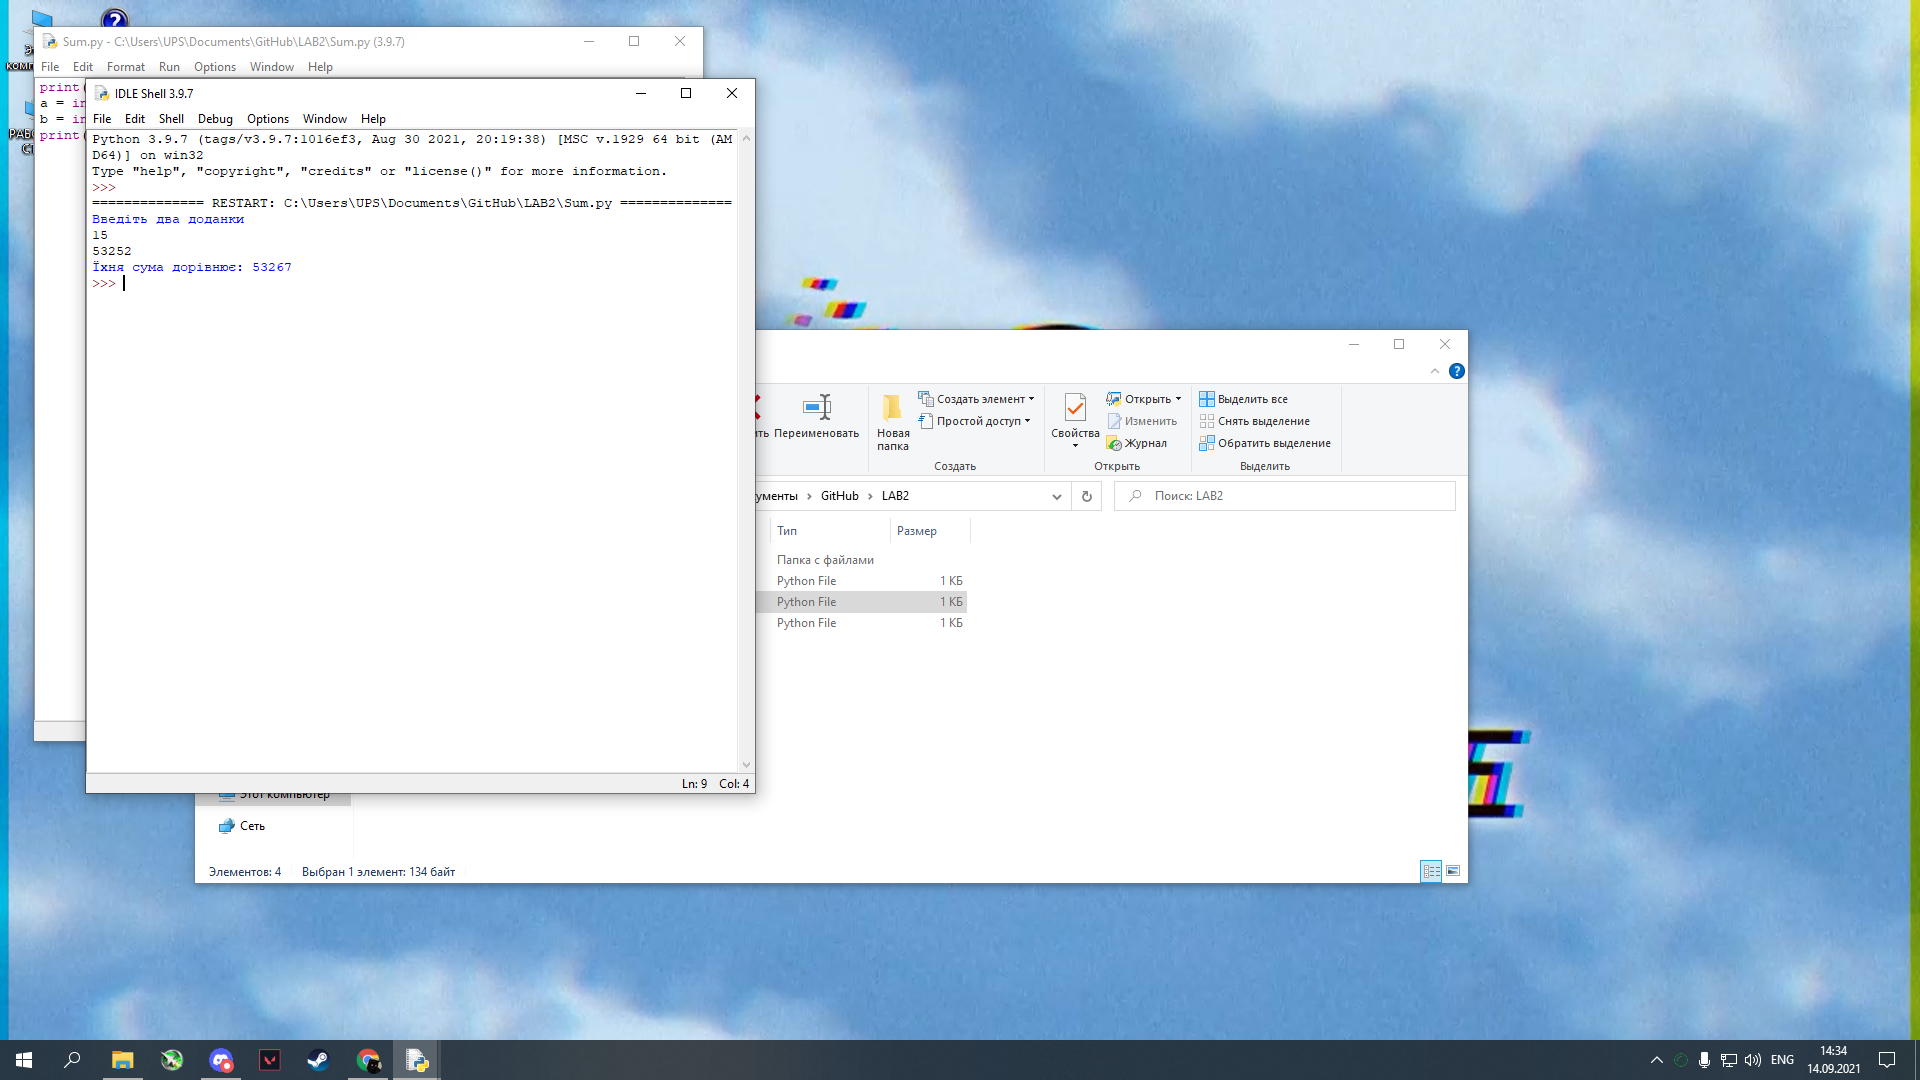 Sum.py - C:\Users\UPS\Documents\GitHub\LAB2\Sum.py (3.9.7)
File Edit Format Run Options Window Help
print(
a = in
b = in
print(
IDLE Shell 3.9.7
File Edit Shell Debug Options Window Help
Python 3.9.7 (tags/v3.9.7:1016ef3, Aug 30 2021, 20:19:38) [MSC v.1929 64 bit (AM
D64)] on win32
Type "help", "copyright", "credits" or "license()" for more information.
>>>
============== RESTART: C:\Users\UPS\Documents\GitHub\LAB2\Sum.py ==============
Введіть два доданки
15
53252
Їхня сума дорівнює: 53267
>>>
Ln: 9 Col: 4
Переименовать
Новая
папка
Создать элемент
Простой доступ
Создать
Свойства
Открыть
Изменить
Журнал
Открыть
Выделить все
Снять выделение
Обратить выделение
Выделить
ументы › GitHub › LAB2
Поиск: LAB2
Тип Размер
Папка с файлами
Python File 1 КБ
Python File 1 КБ
Python File 1 КБ
Этот компьютер
Сеть
Элементов: 4 Выбран 1 элемент: 134 байт
ENG
14:34
14.09.2021